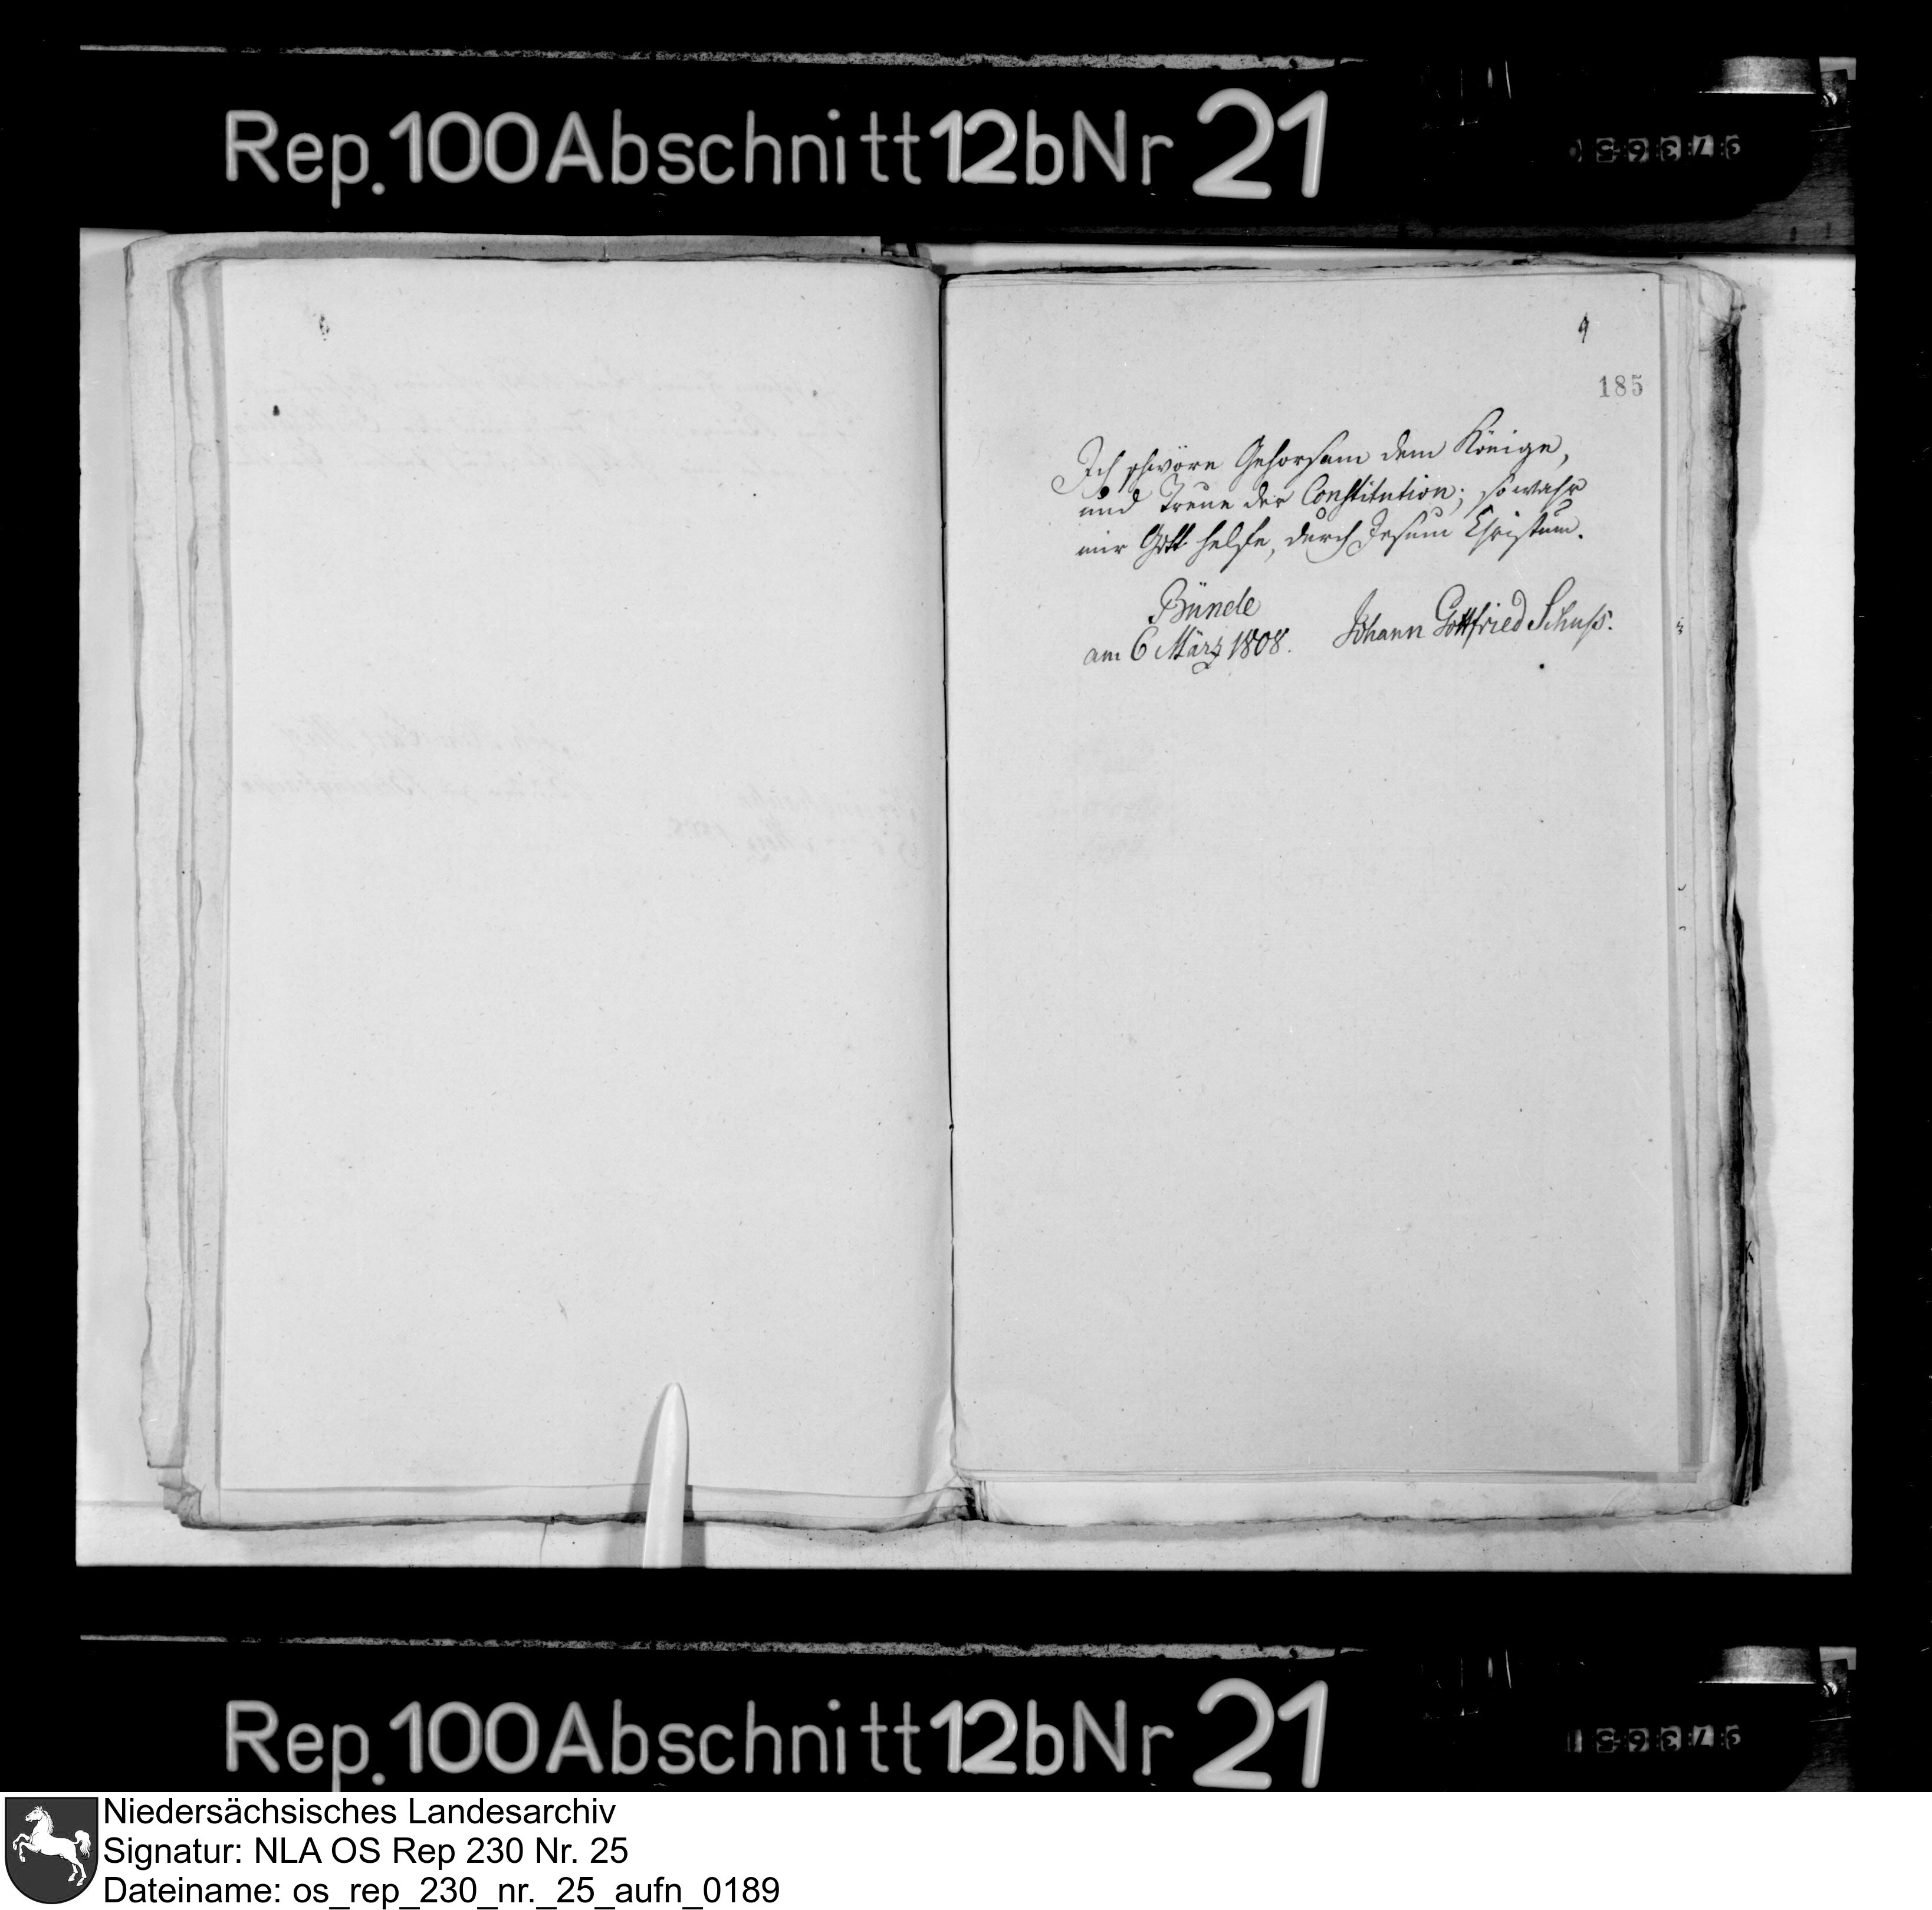 Rep. 100 Abschnitt 12b Nr 21
9
185
Ich schwöre Gehorsam dem Könige,
und Treue der Constitution; so wahr
mir Gott helfe, durch Jesum Christum.
Bünde
am 6 März 1808. Johann Gottfried Schuß.
Rep. 100 Abschnitt 12b Nr 21
Niedersächsisches Landesarchiv
Signatur: NLA OS Rep 230 Nr. 25
Dateiname: os_rep_230_nr._25_aufn_0189